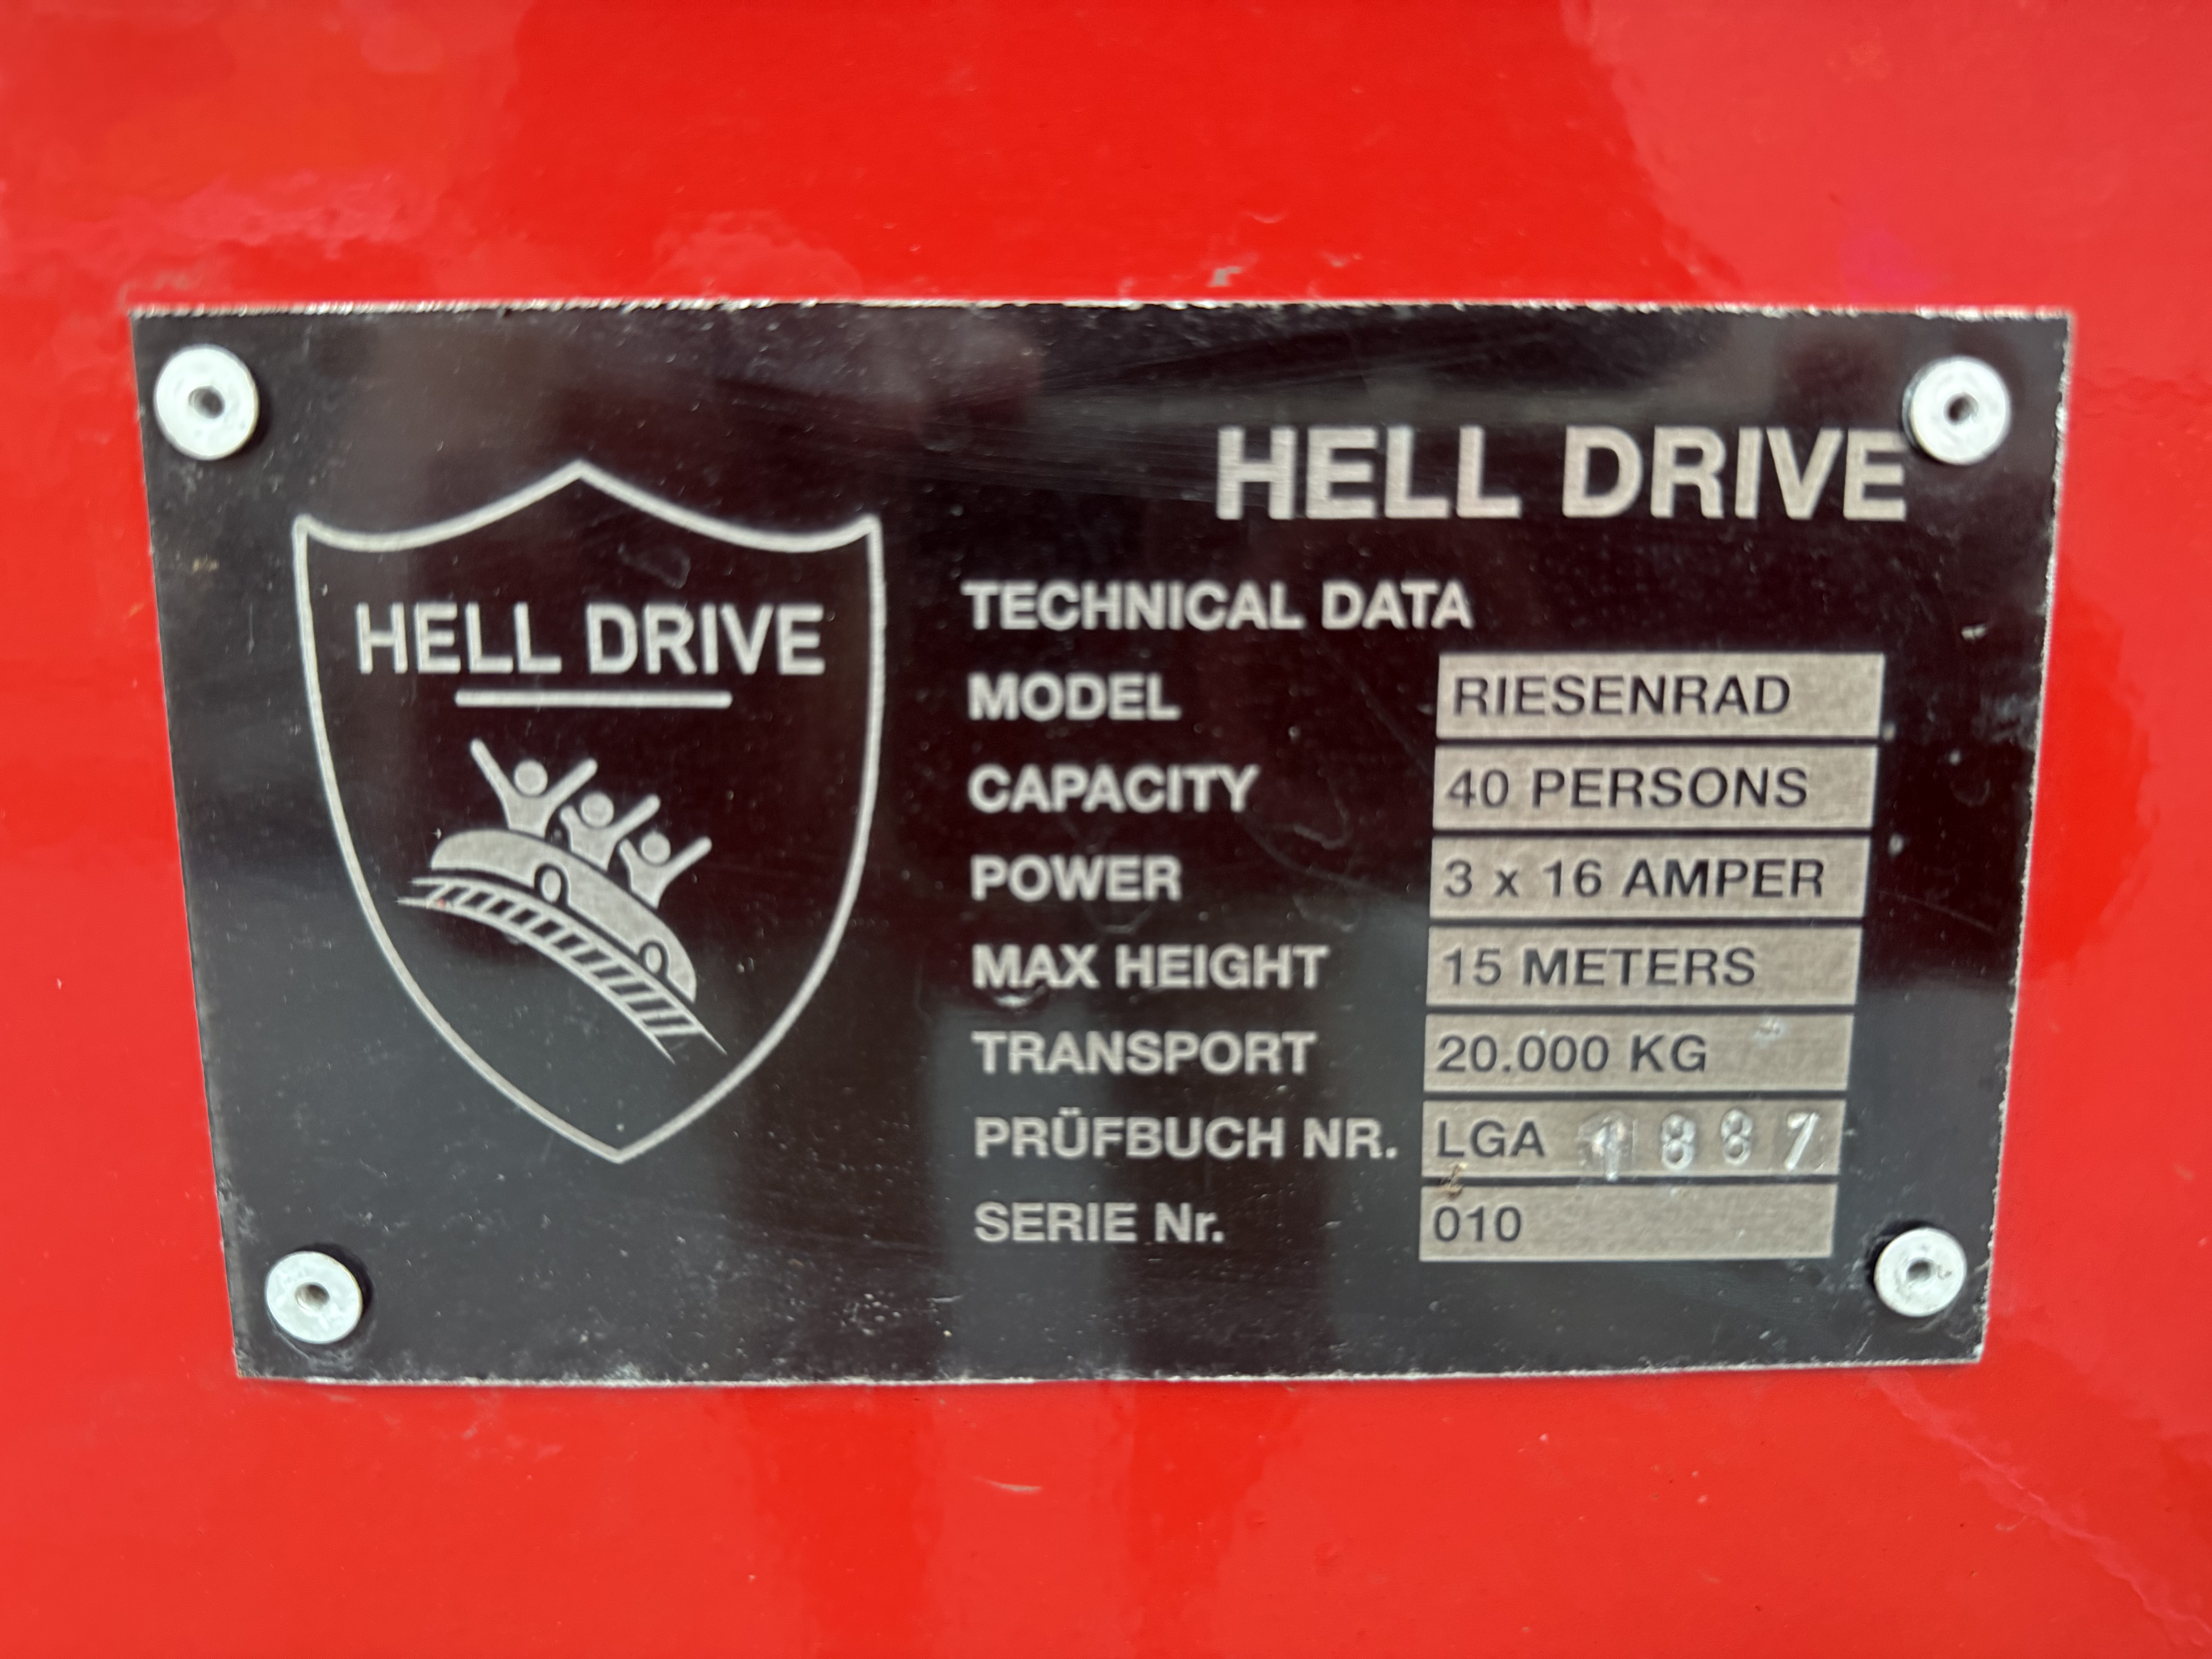 HELL DRIVE
HELL DRIVE
TECHNICAL DATA
MODEL RIESENRAD
CAPACITY 40 PERSONS
POWER 3 x 16 AMPER
MAX HEIGHT 15 METERS
TRANSPORT 20.000 KG
PRÜFBUCH NR. LGA 1887
SERIE Nr. 010